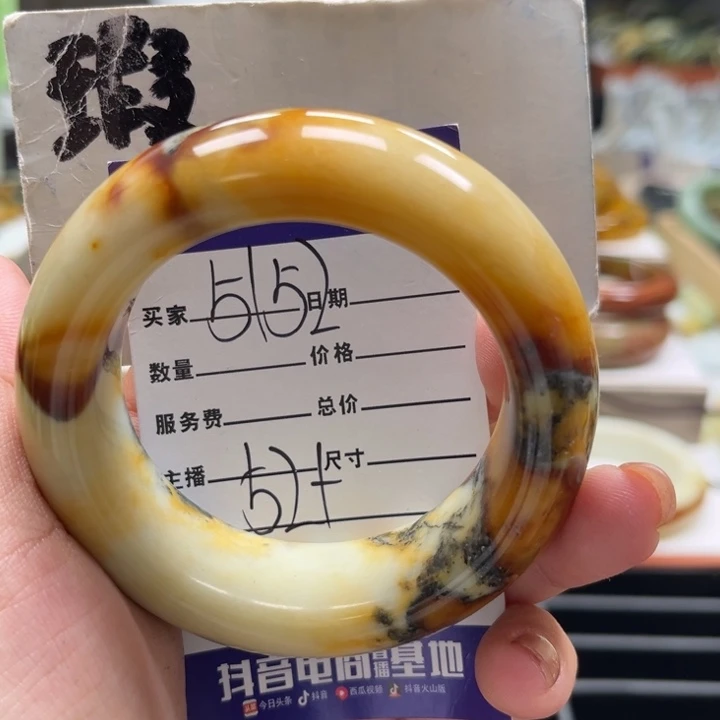 瑕
买家 5152 日期
数量 价格
服务费 总价
主播 521 尺寸
抖音电商直播基地
今日头条 抖音 西瓜视频 抖音火山版